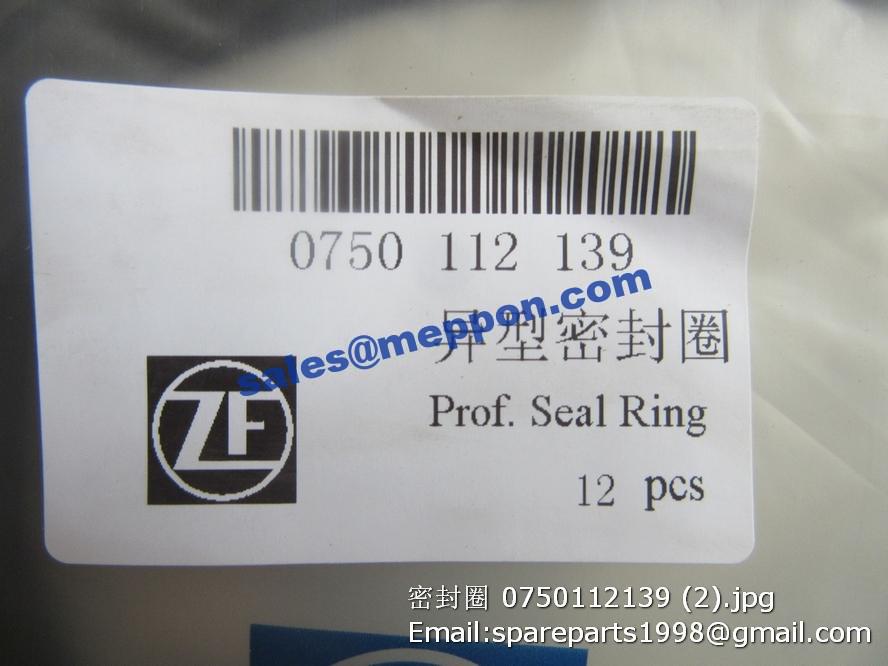 0750 112 139
sales@meppon.com
异型密封圈
Prof. Seal Ring
ZF
12 pcs
密封圈 0750112139 (2).jpg
Email:spareparts1998@gmail.com